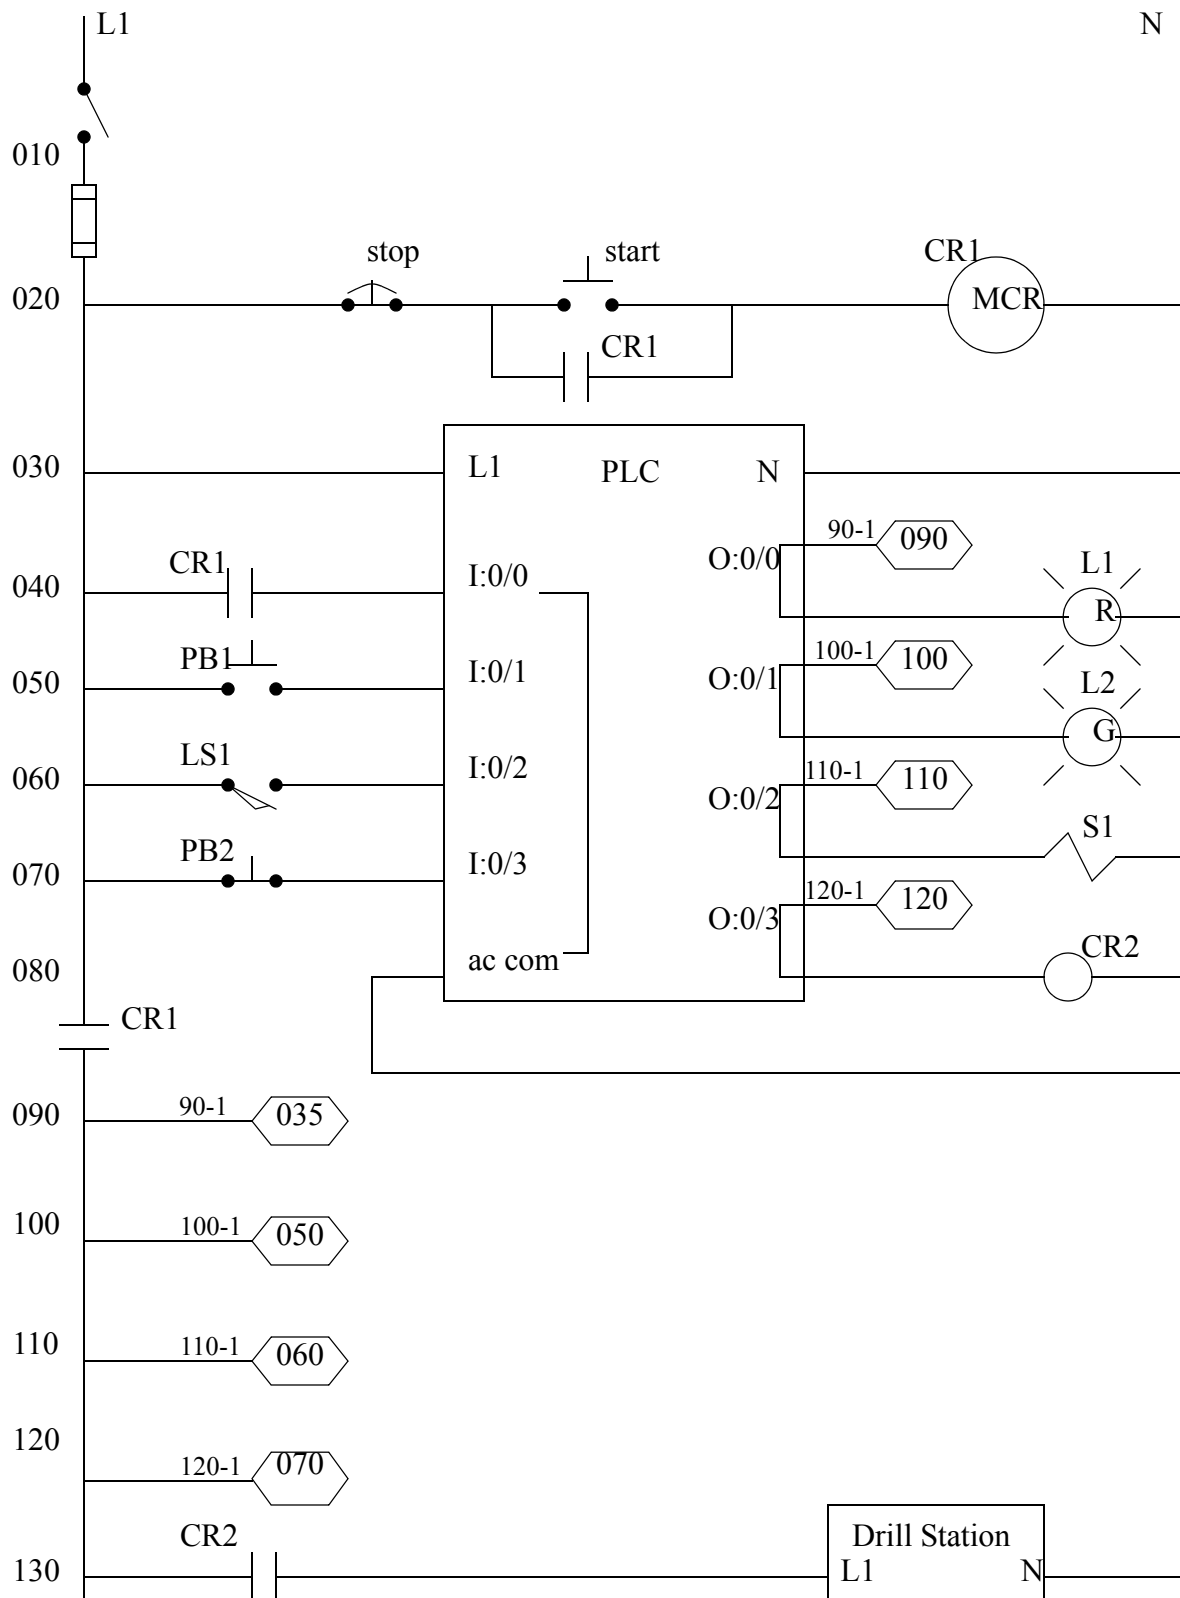 L1 N
010
stop start CR1
020 MCR
CR1
030 L1 PLC N
90-1 090
CR1 O:0/0 L1
040 I:0/0 R
100-1 100
PB1 I:0/1 O:0/1 L2
050 G
LS1 110-1 110
060 I:0/2 O:0/2
S1
PB2 I:0/3
070 120-1 120
O:0/3
080 ac com CR2
CR1
090 90-1 035
100 100-1 050
110 110-1 060
120
120-1 070
CR2 Drill Station
130 L1 N